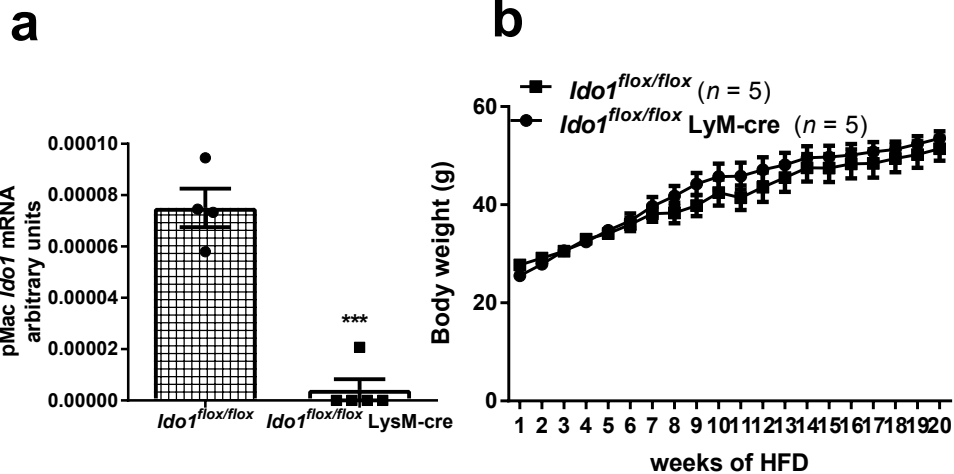 a
pMac Ido1 mRNA
arbitrary units
0.00010
0.00008
0.00006
0.00004
0.00002
0.00000
***
Ido1flox/flox Ido1flox/flox LysM-cre
b
Ido1flox/flox (n = 5)
Ido1flox/flox LyM-cre (n = 5)
Body weight (g)
60
40
20
0
1 2 3 4 5 6 7 8 9 10 11 12 13 14 15 16 17 18 19 20
weeks of HFD